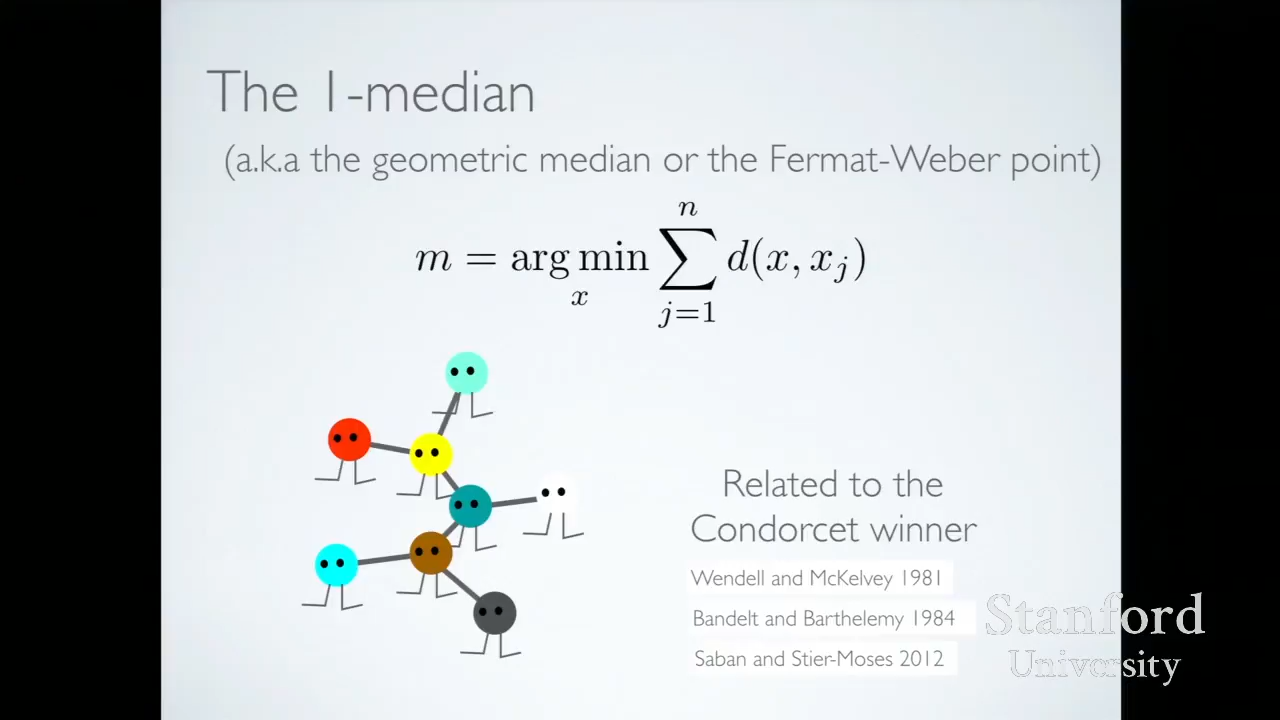 The 1-median
(a.k.a the geometric median or the Fermat-Weber point)
m = arg min_x \sum_{j=1}^{n} d(x, x_j)
Related to the
Condorcet winner
Wendell and McKelvey 1981
Bandelt and Barthelemy 1984
Saban and Stier-Moses 2012
Stanford
University